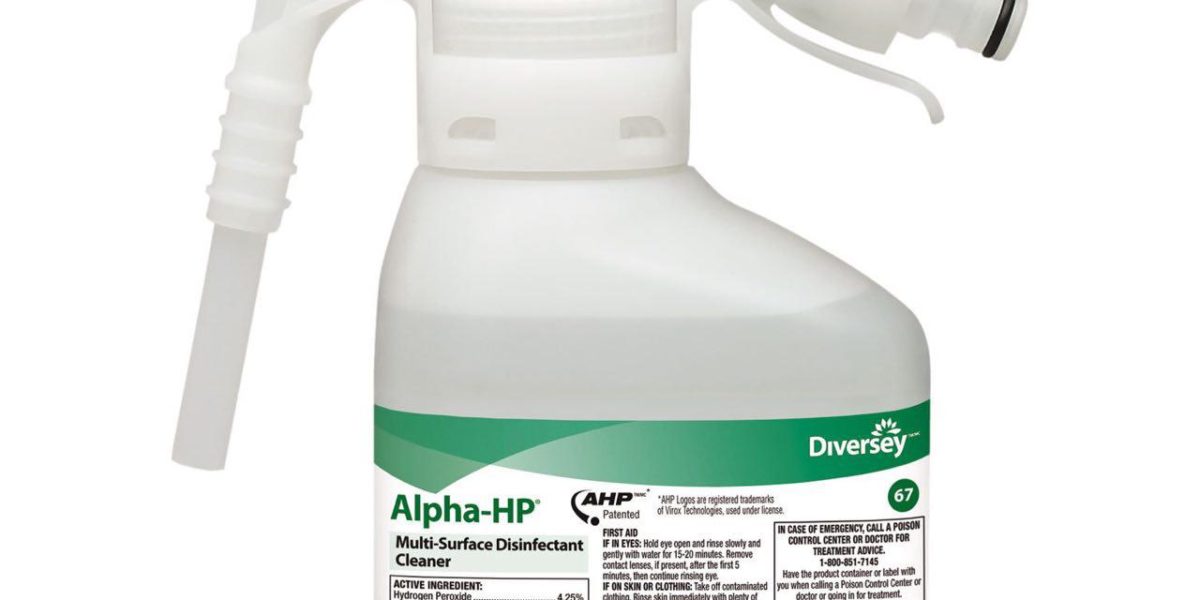 Diversey™/MC
Alpha-HP®
Multi-Surface Disinfectant
Cleaner
ACTIVE INGREDIENT:
Hydrogen Peroxide 4.25%
AHP™/MC*
Patented
*AHP Logos are registered trademarks
of Virox Technologies, used under license.
67
FIRST AID
IF IN EYES: Hold eye open and rinse slowly and
gently with water for 15-20 minutes. Remove
contact lenses, if present, after the first 5
minutes, then continue rinsing eye.
IF ON SKIN OR CLOTHING: Take off contaminated
clothing. Rinse skin immediately with plenty of
IN CASE OF EMERGENCY, CALL A POISON
CONTROL CENTER OR DOCTOR FOR
TREATMENT ADVICE.
1-800-851-7145
Have the product container or label with
you when calling a Poison Control Center or
doctor or going in for treatment.